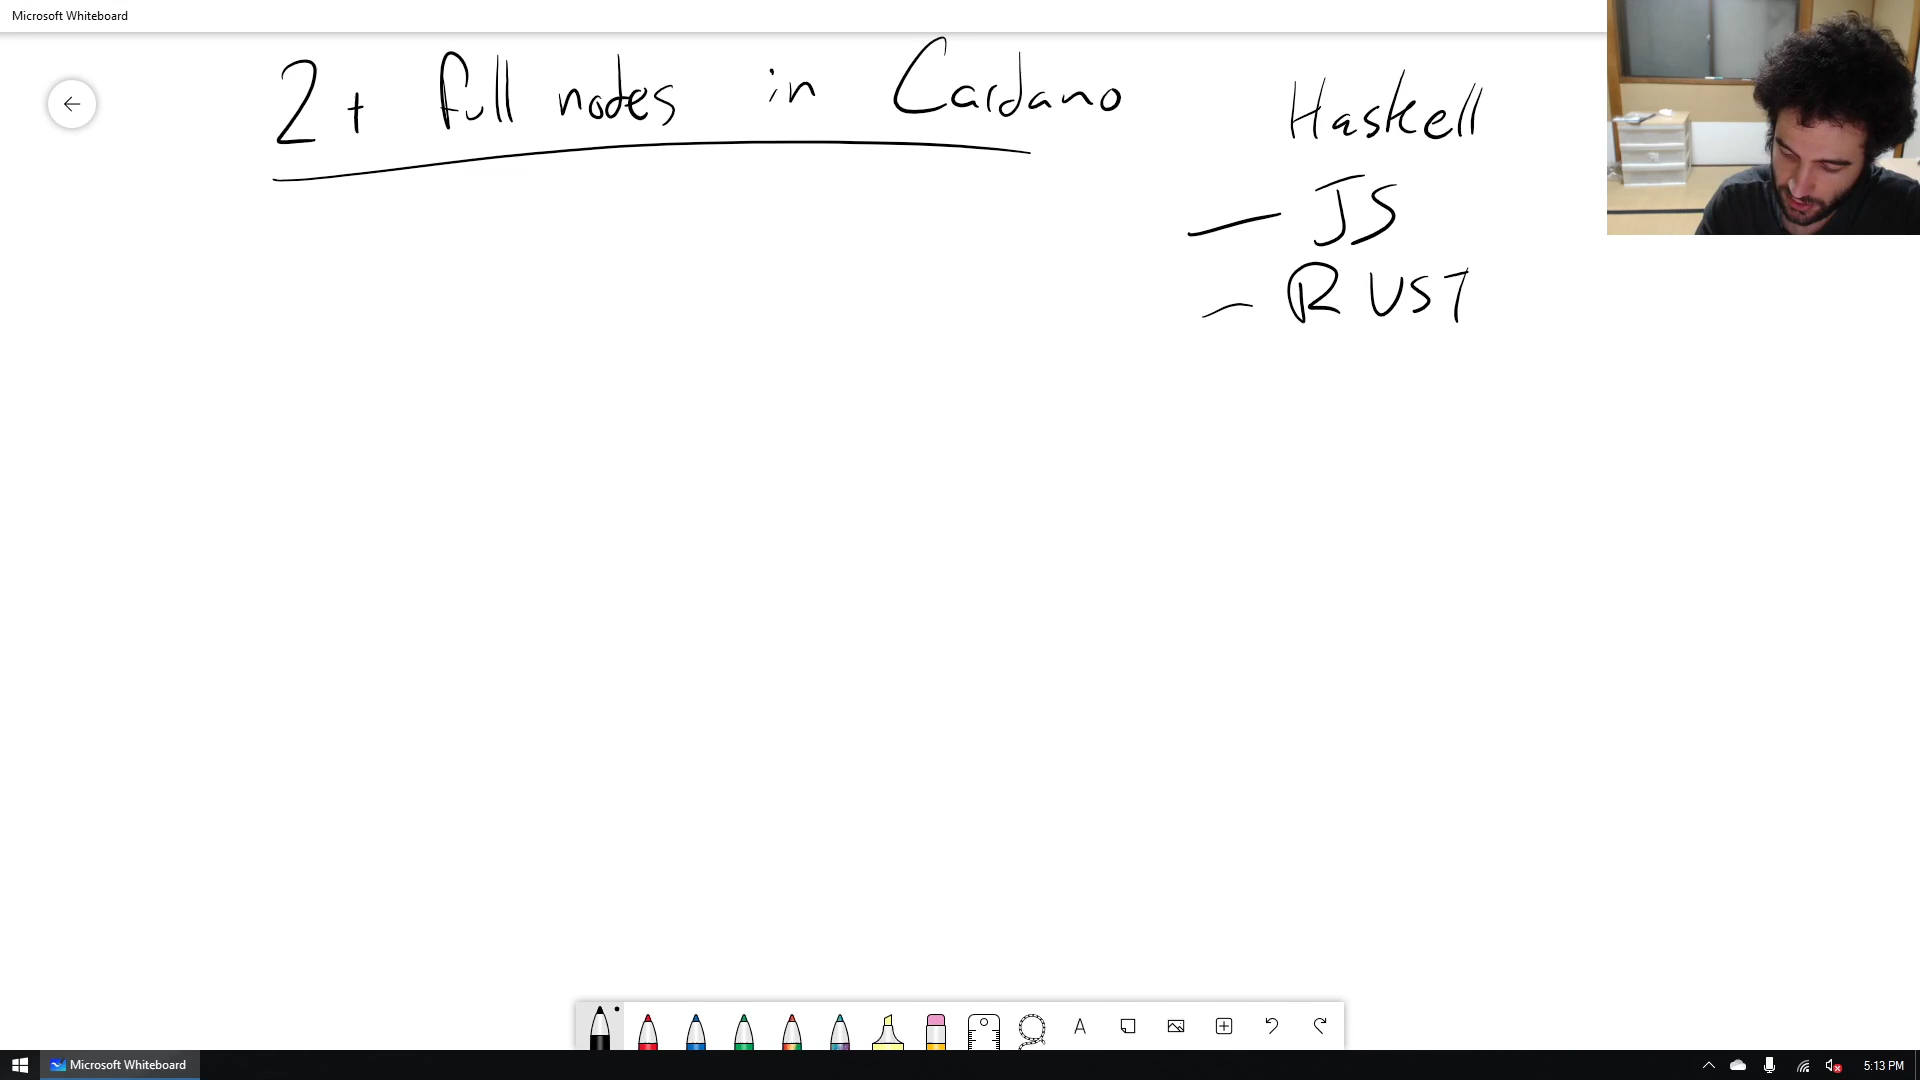 Microsoft Whiteboard
2+ full nodes in Cardano
Haskell
— JS
– RUST
A
Microsoft Whiteboard
5:13 PM